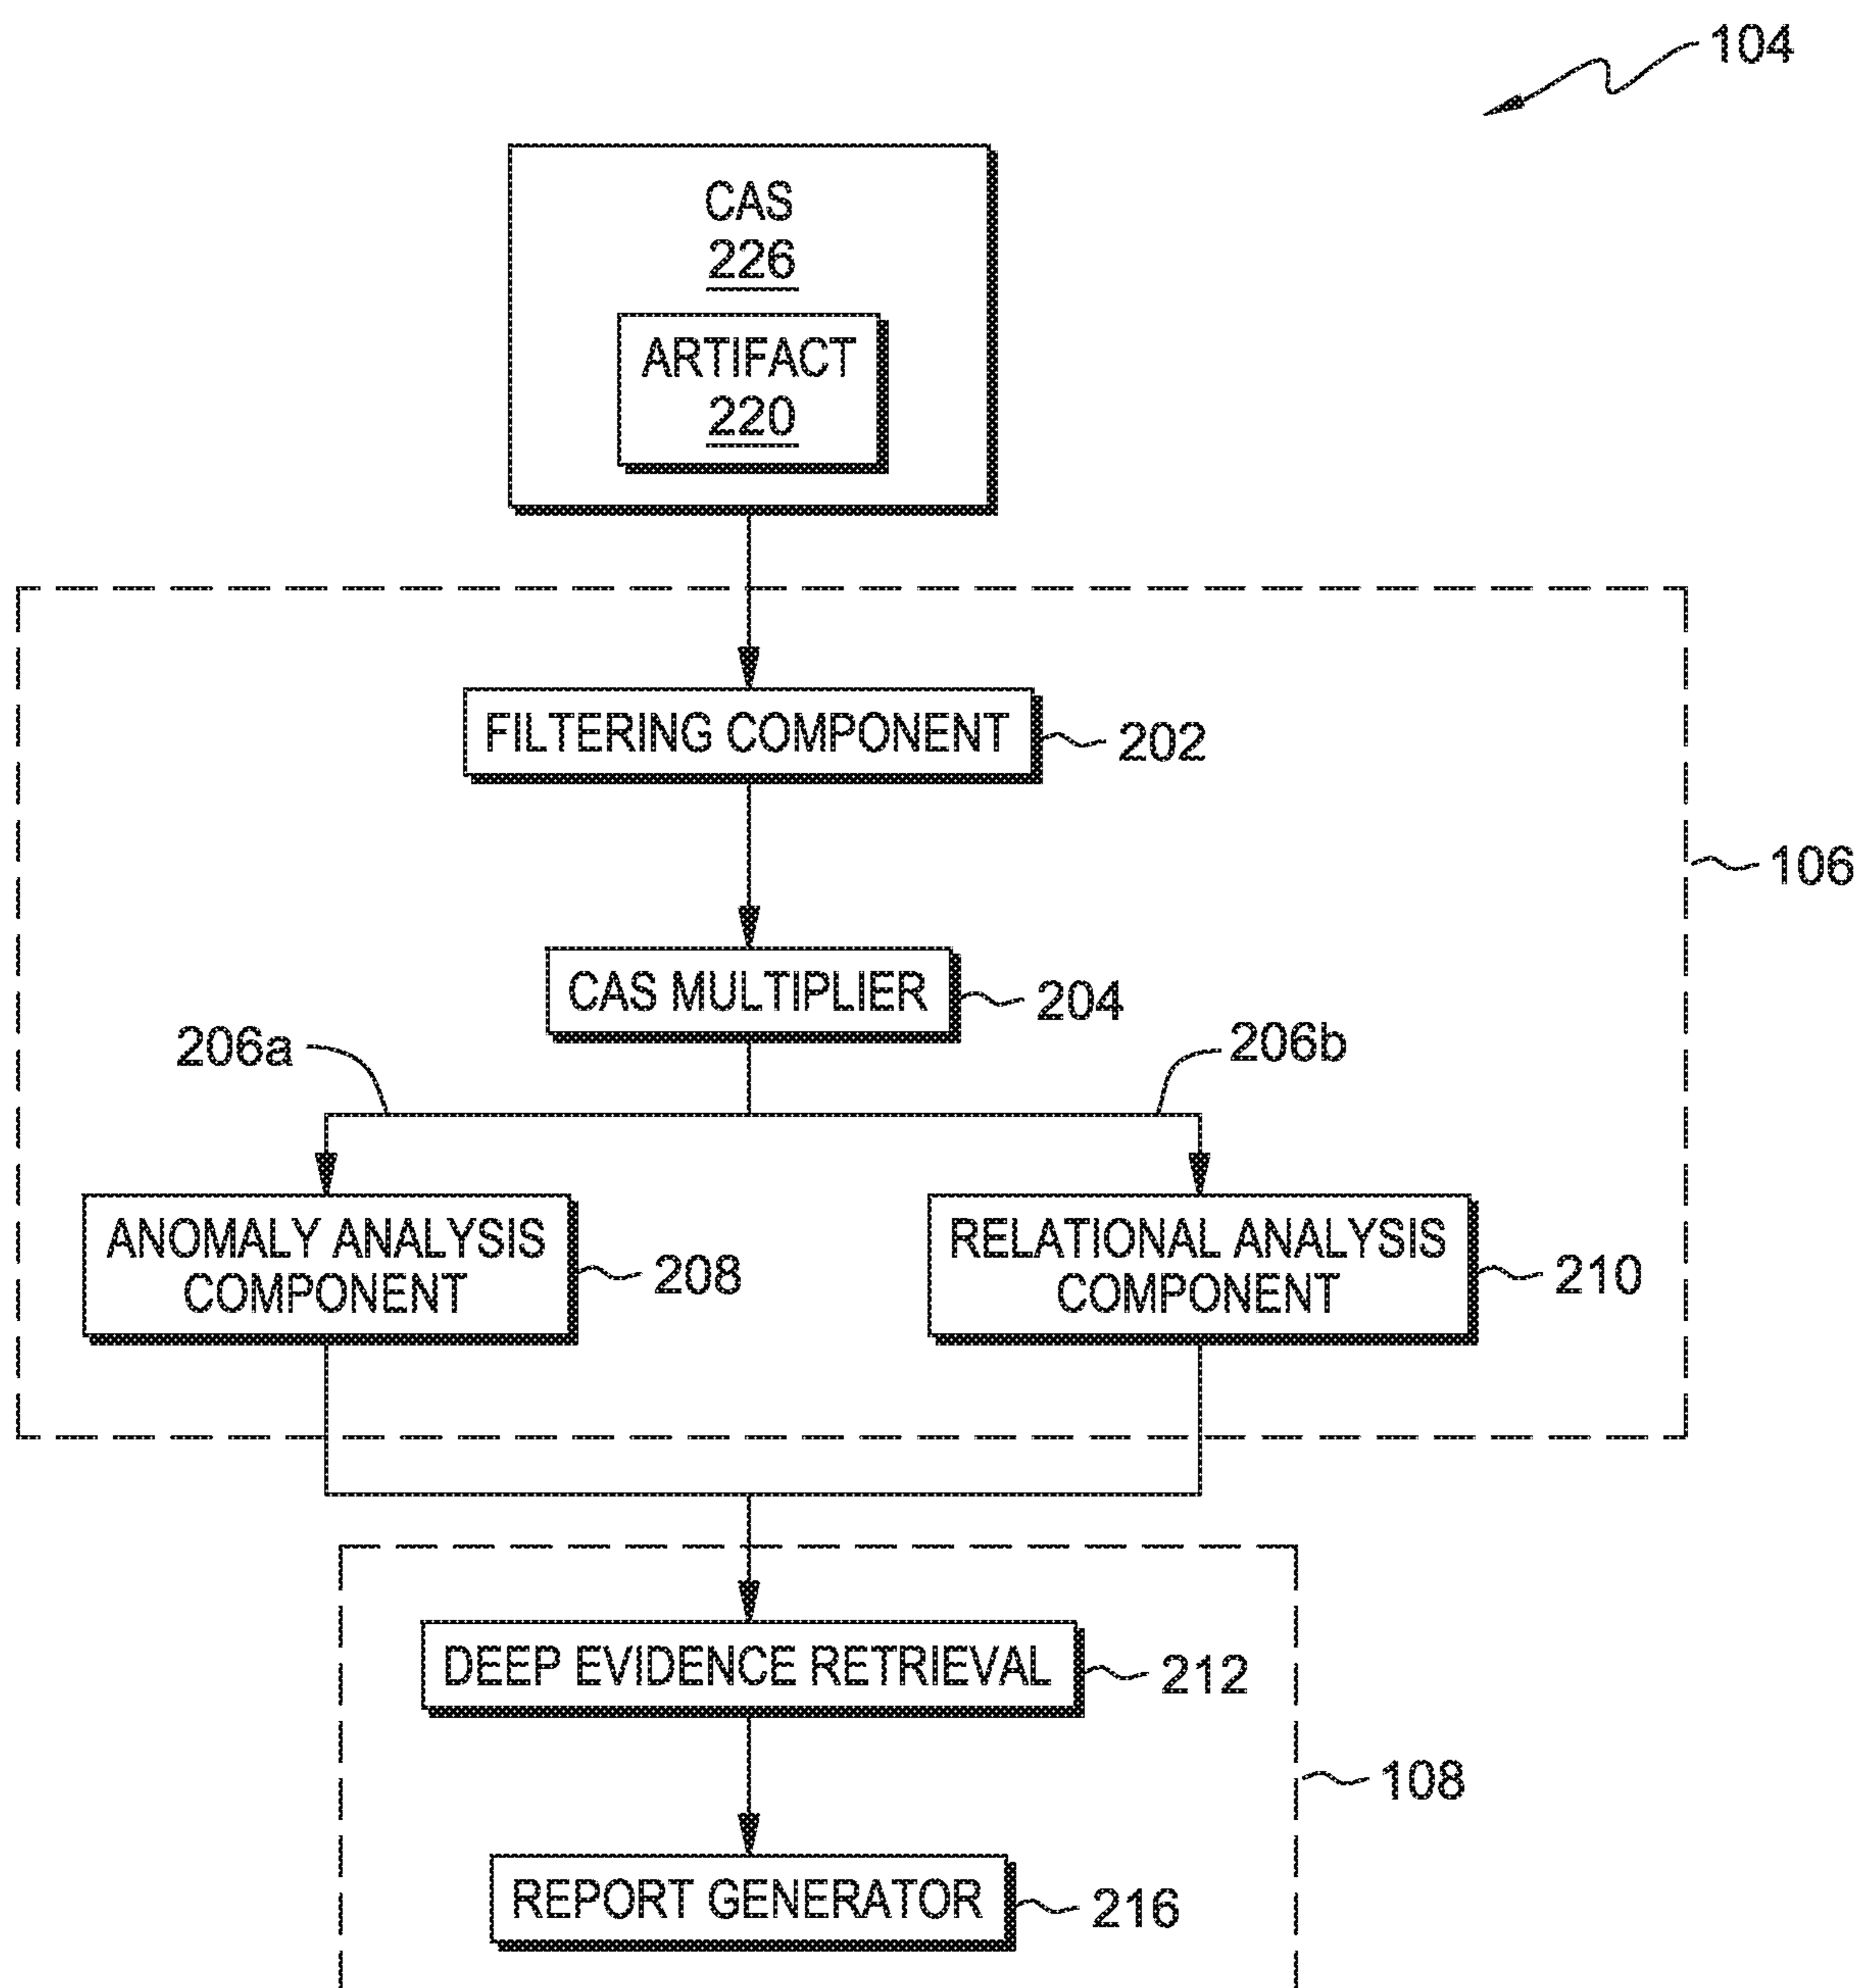 104
CAS
226
ARTIFACT
220
FILTERING COMPONENT
202
106
CAS MULTIPLIER
204
206a
206b
ANOMALY ANALYSIS
COMPONENT
208
RELATIONAL ANALYSIS
COMPONENT
210
DEEP EVIDENCE RETRIEVAL
212
108
REPORT GENERATOR
216